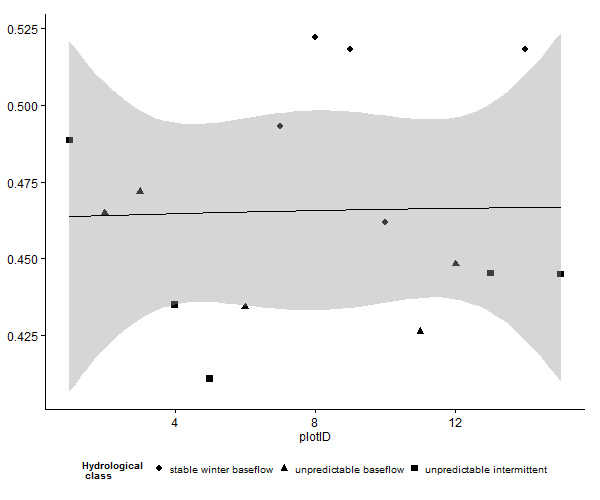 0.525
0.500
0.475
0.450
0.425
4 8 12
plotID
Hydrological
class
stable winter baseflow unpredictable baseflow unpredictable intermittent